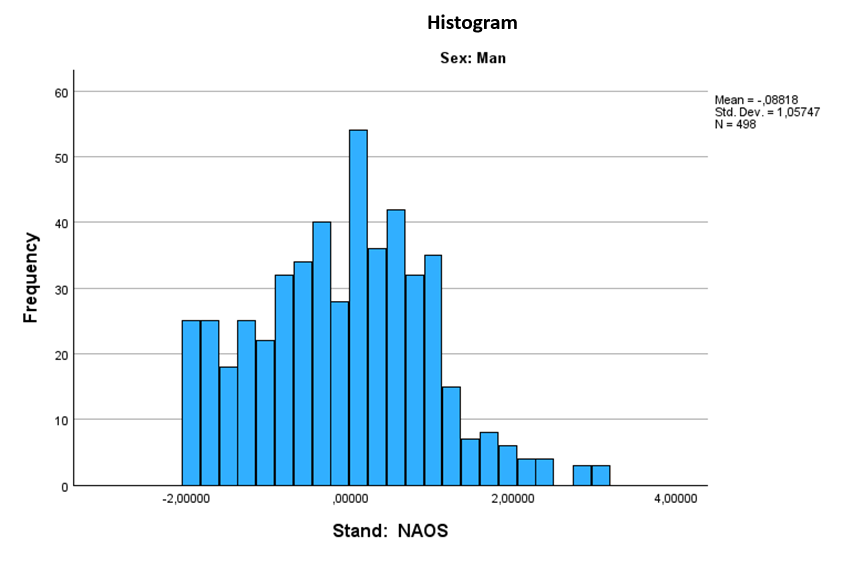 Histogram
Sex: Man
Mean = -,08818
Std. Dev. = 1,05747
N = 498
Frequency
60
50
40
30
20
10
0
-2,00000 ,00000 2,00000 4,00000
Stand: NAOS